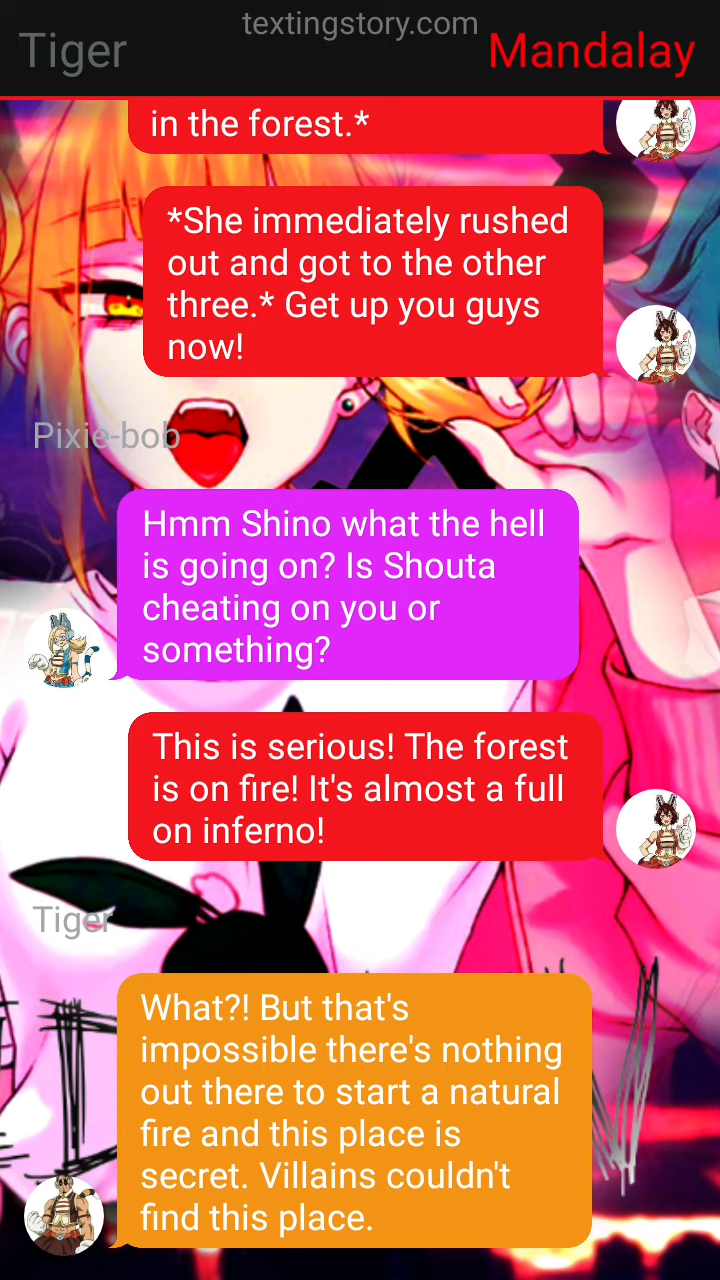 textingstory.com
Tiger
Mandalay
in the forest.*
*She immediately rushed
out and got to the other
three.* Get up you guys
now!
Pixie-bob
Hmm Shino what the hell
is going on? Is Shouta
cheating on you or
something?
This is serious! The forest
is on fire! It's almost a full
on inferno!
Tiger
What?! But that's
impossible there's nothing
out there to start a natural
fire and this place is
secret. Villains couldn't
find this place.